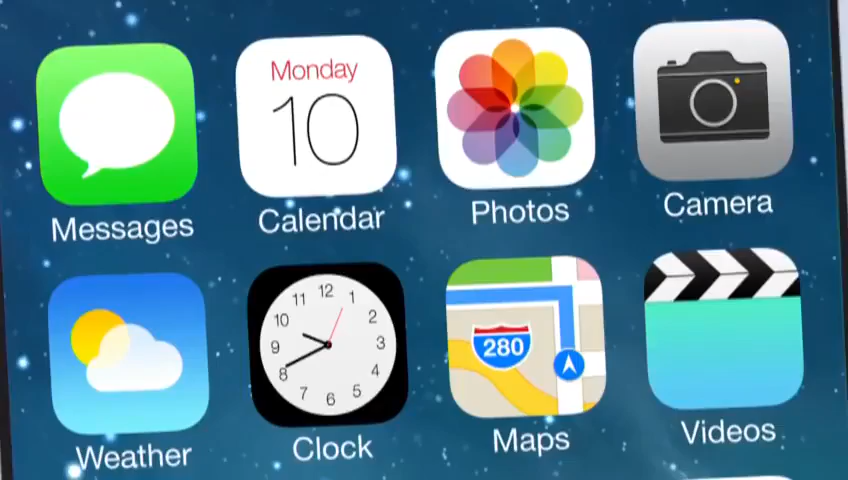 Monday
10
Messages
Calendar
Photos
Camera
12
11
1
10
2
9
3
8
4
7
5
6
280
Weather
Clock
Maps
Videos